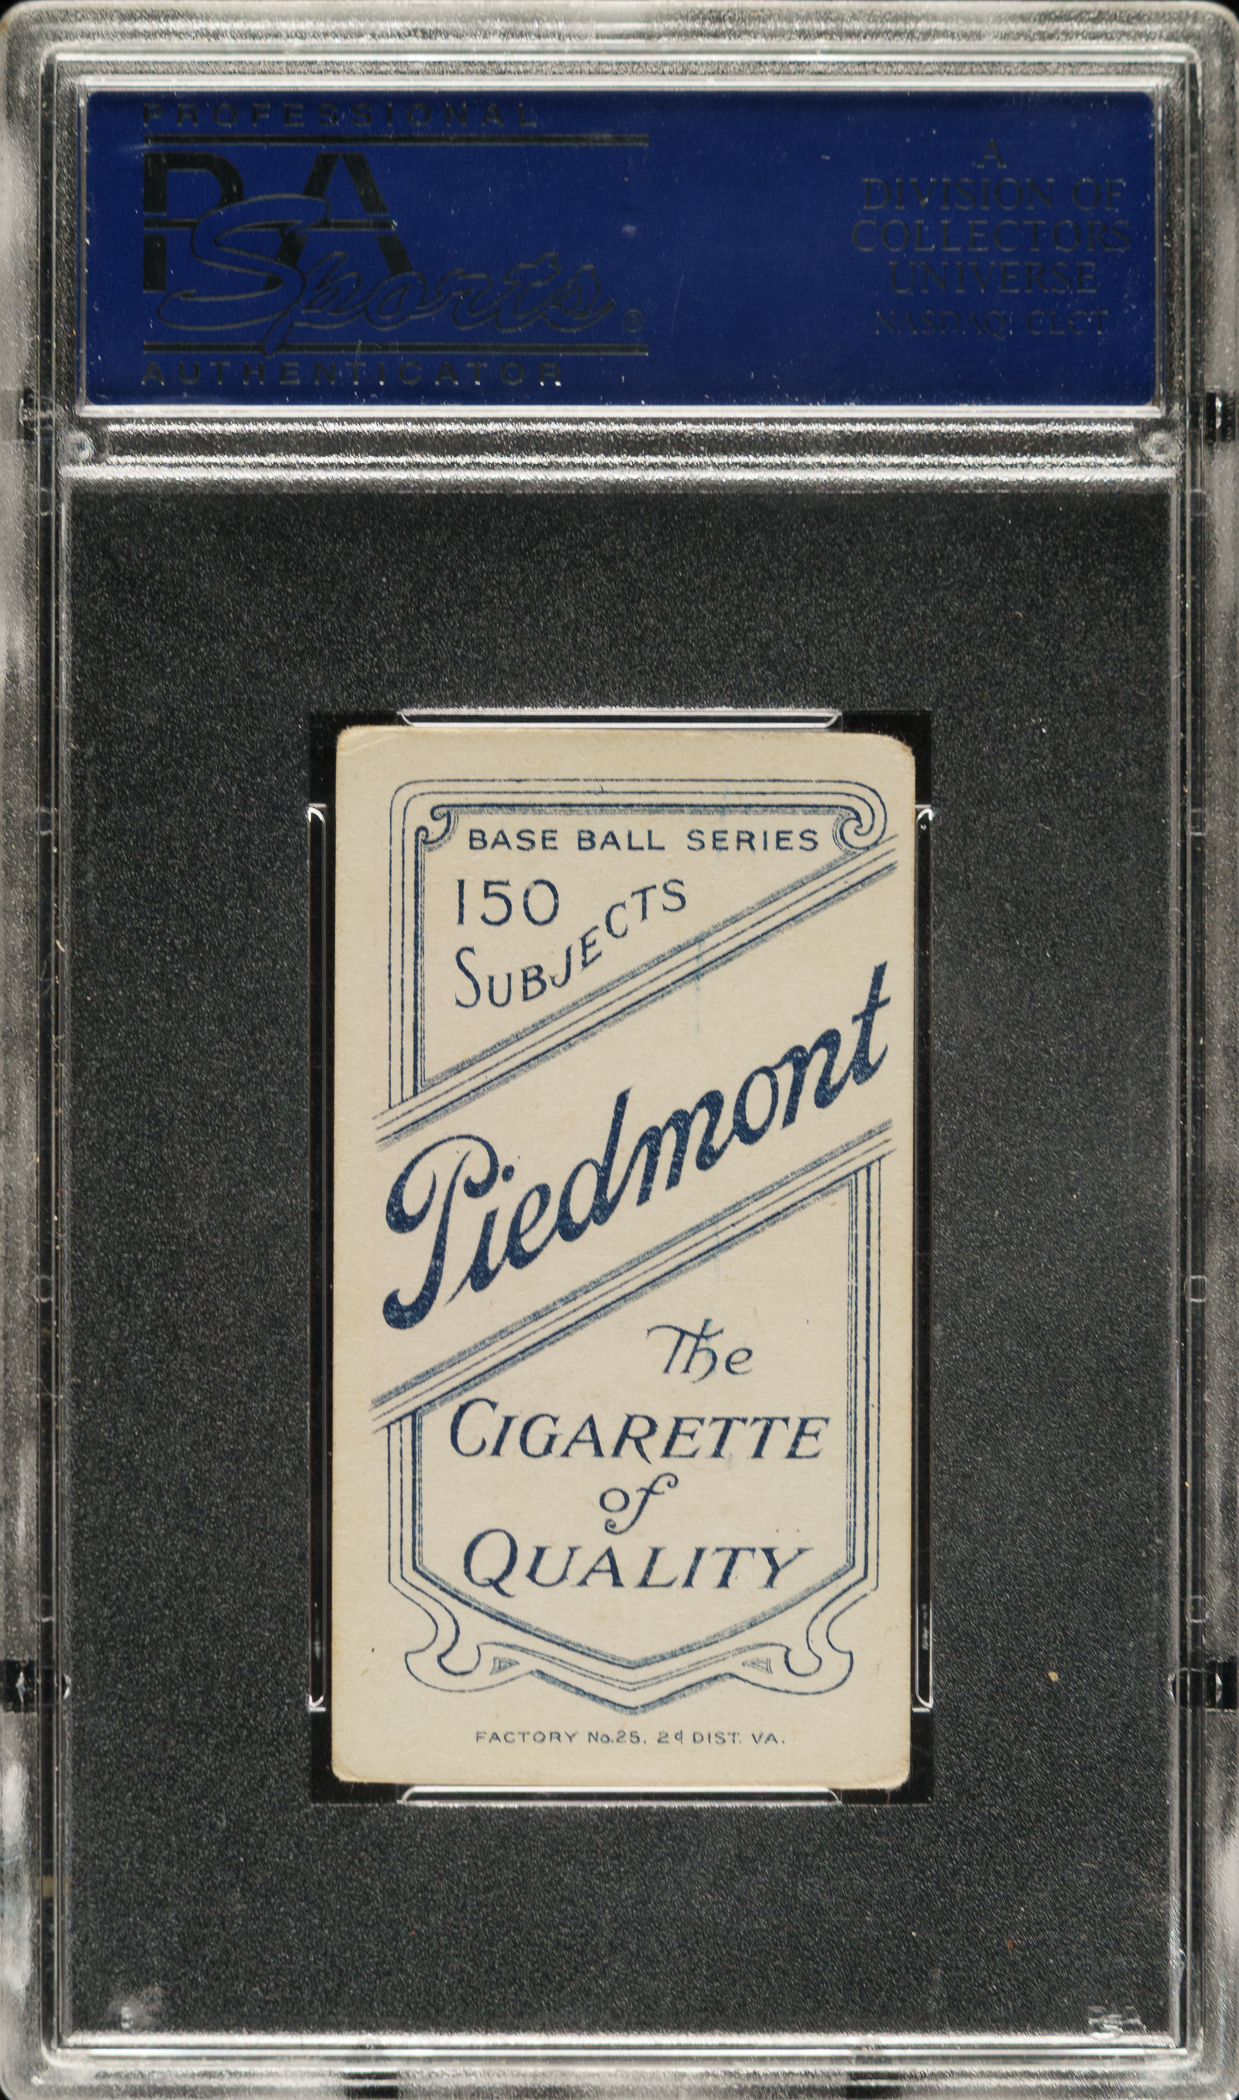 PROFESSIONAL
PSA
Sports®
AUTHENTICATOR
A
DIVISION OF
COLLECTORS
UNIVERSE
NASDAQ: CLCT
BASE BALL SERIES
150
SUBJECTS
Piedmont
The
CIGARETTE
of
QUALITY
FACTORY No.25. 2d DIST. VA.
PSA